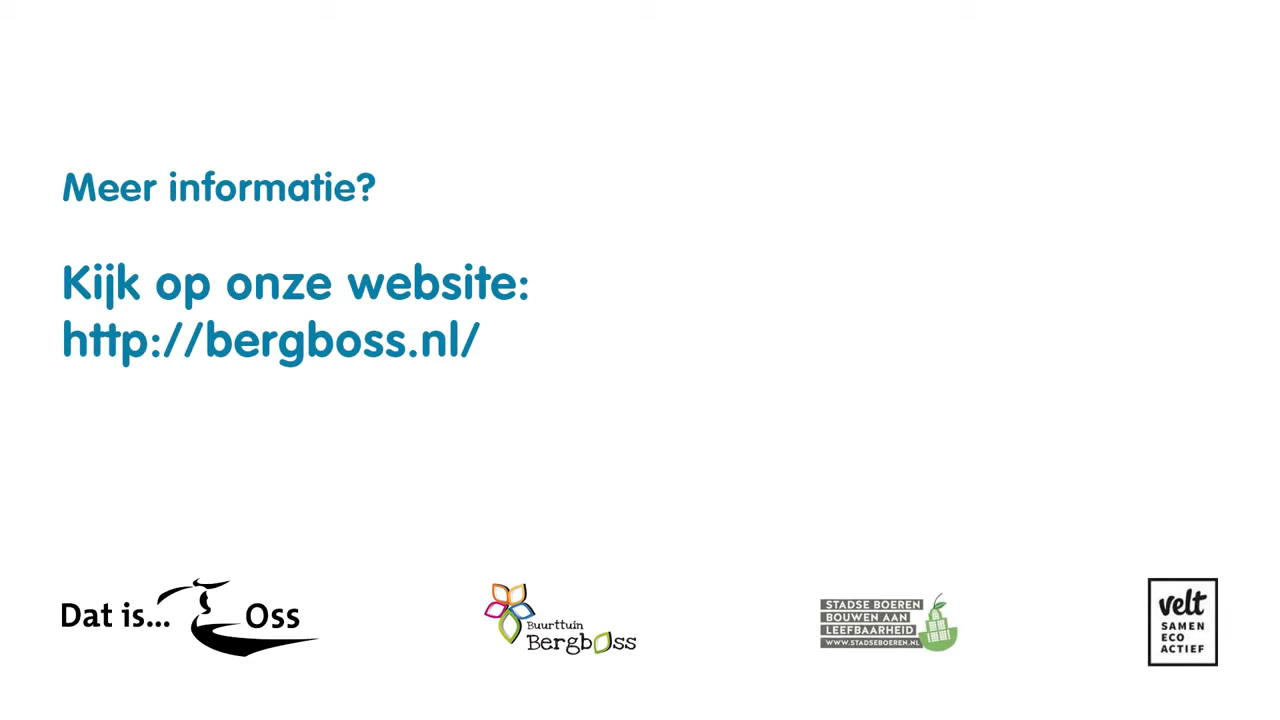 Meer informatie?
Kijk op onze website:
http://bergboss.nl/
Dat is... Oss
Buurttuin
Bergboss
STADSE BOEREN
BOUWEN AAN
LEEFBAARHEID
WWW.STADSEBOEREN.NL
velt
SAMEN
ECO
ACTIEF